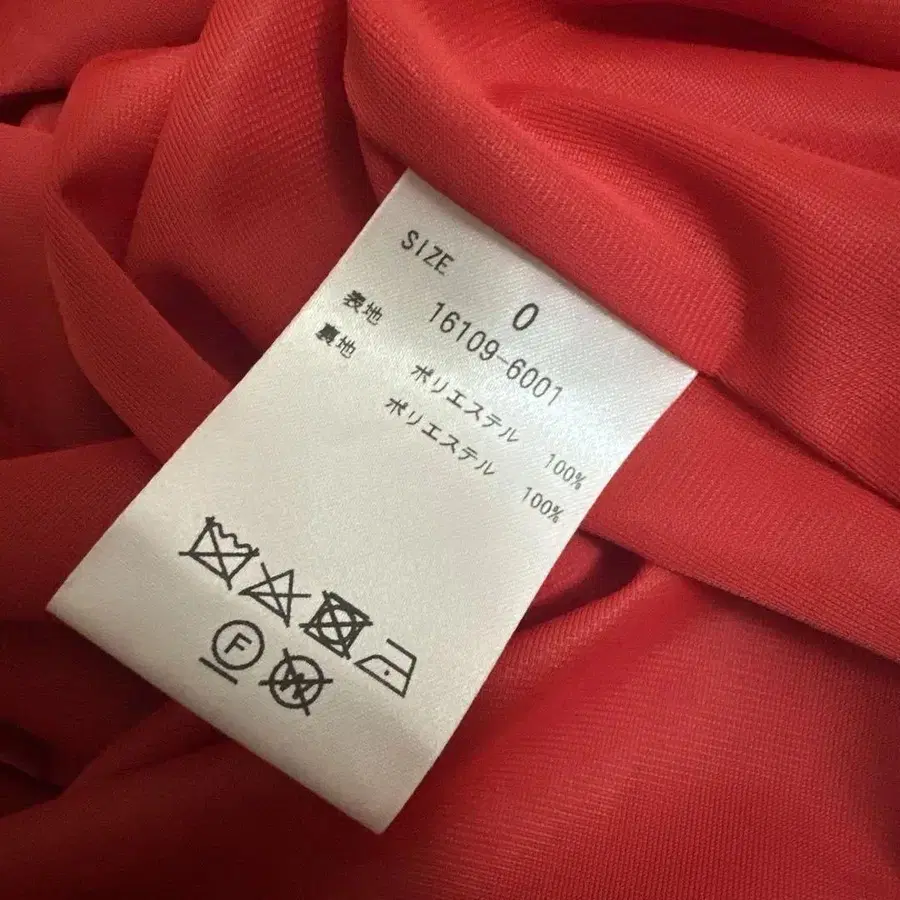 SIZE 0
16109-6001
表地 ポリエステル 100%
裏地 ポリエステル 100%
F
W